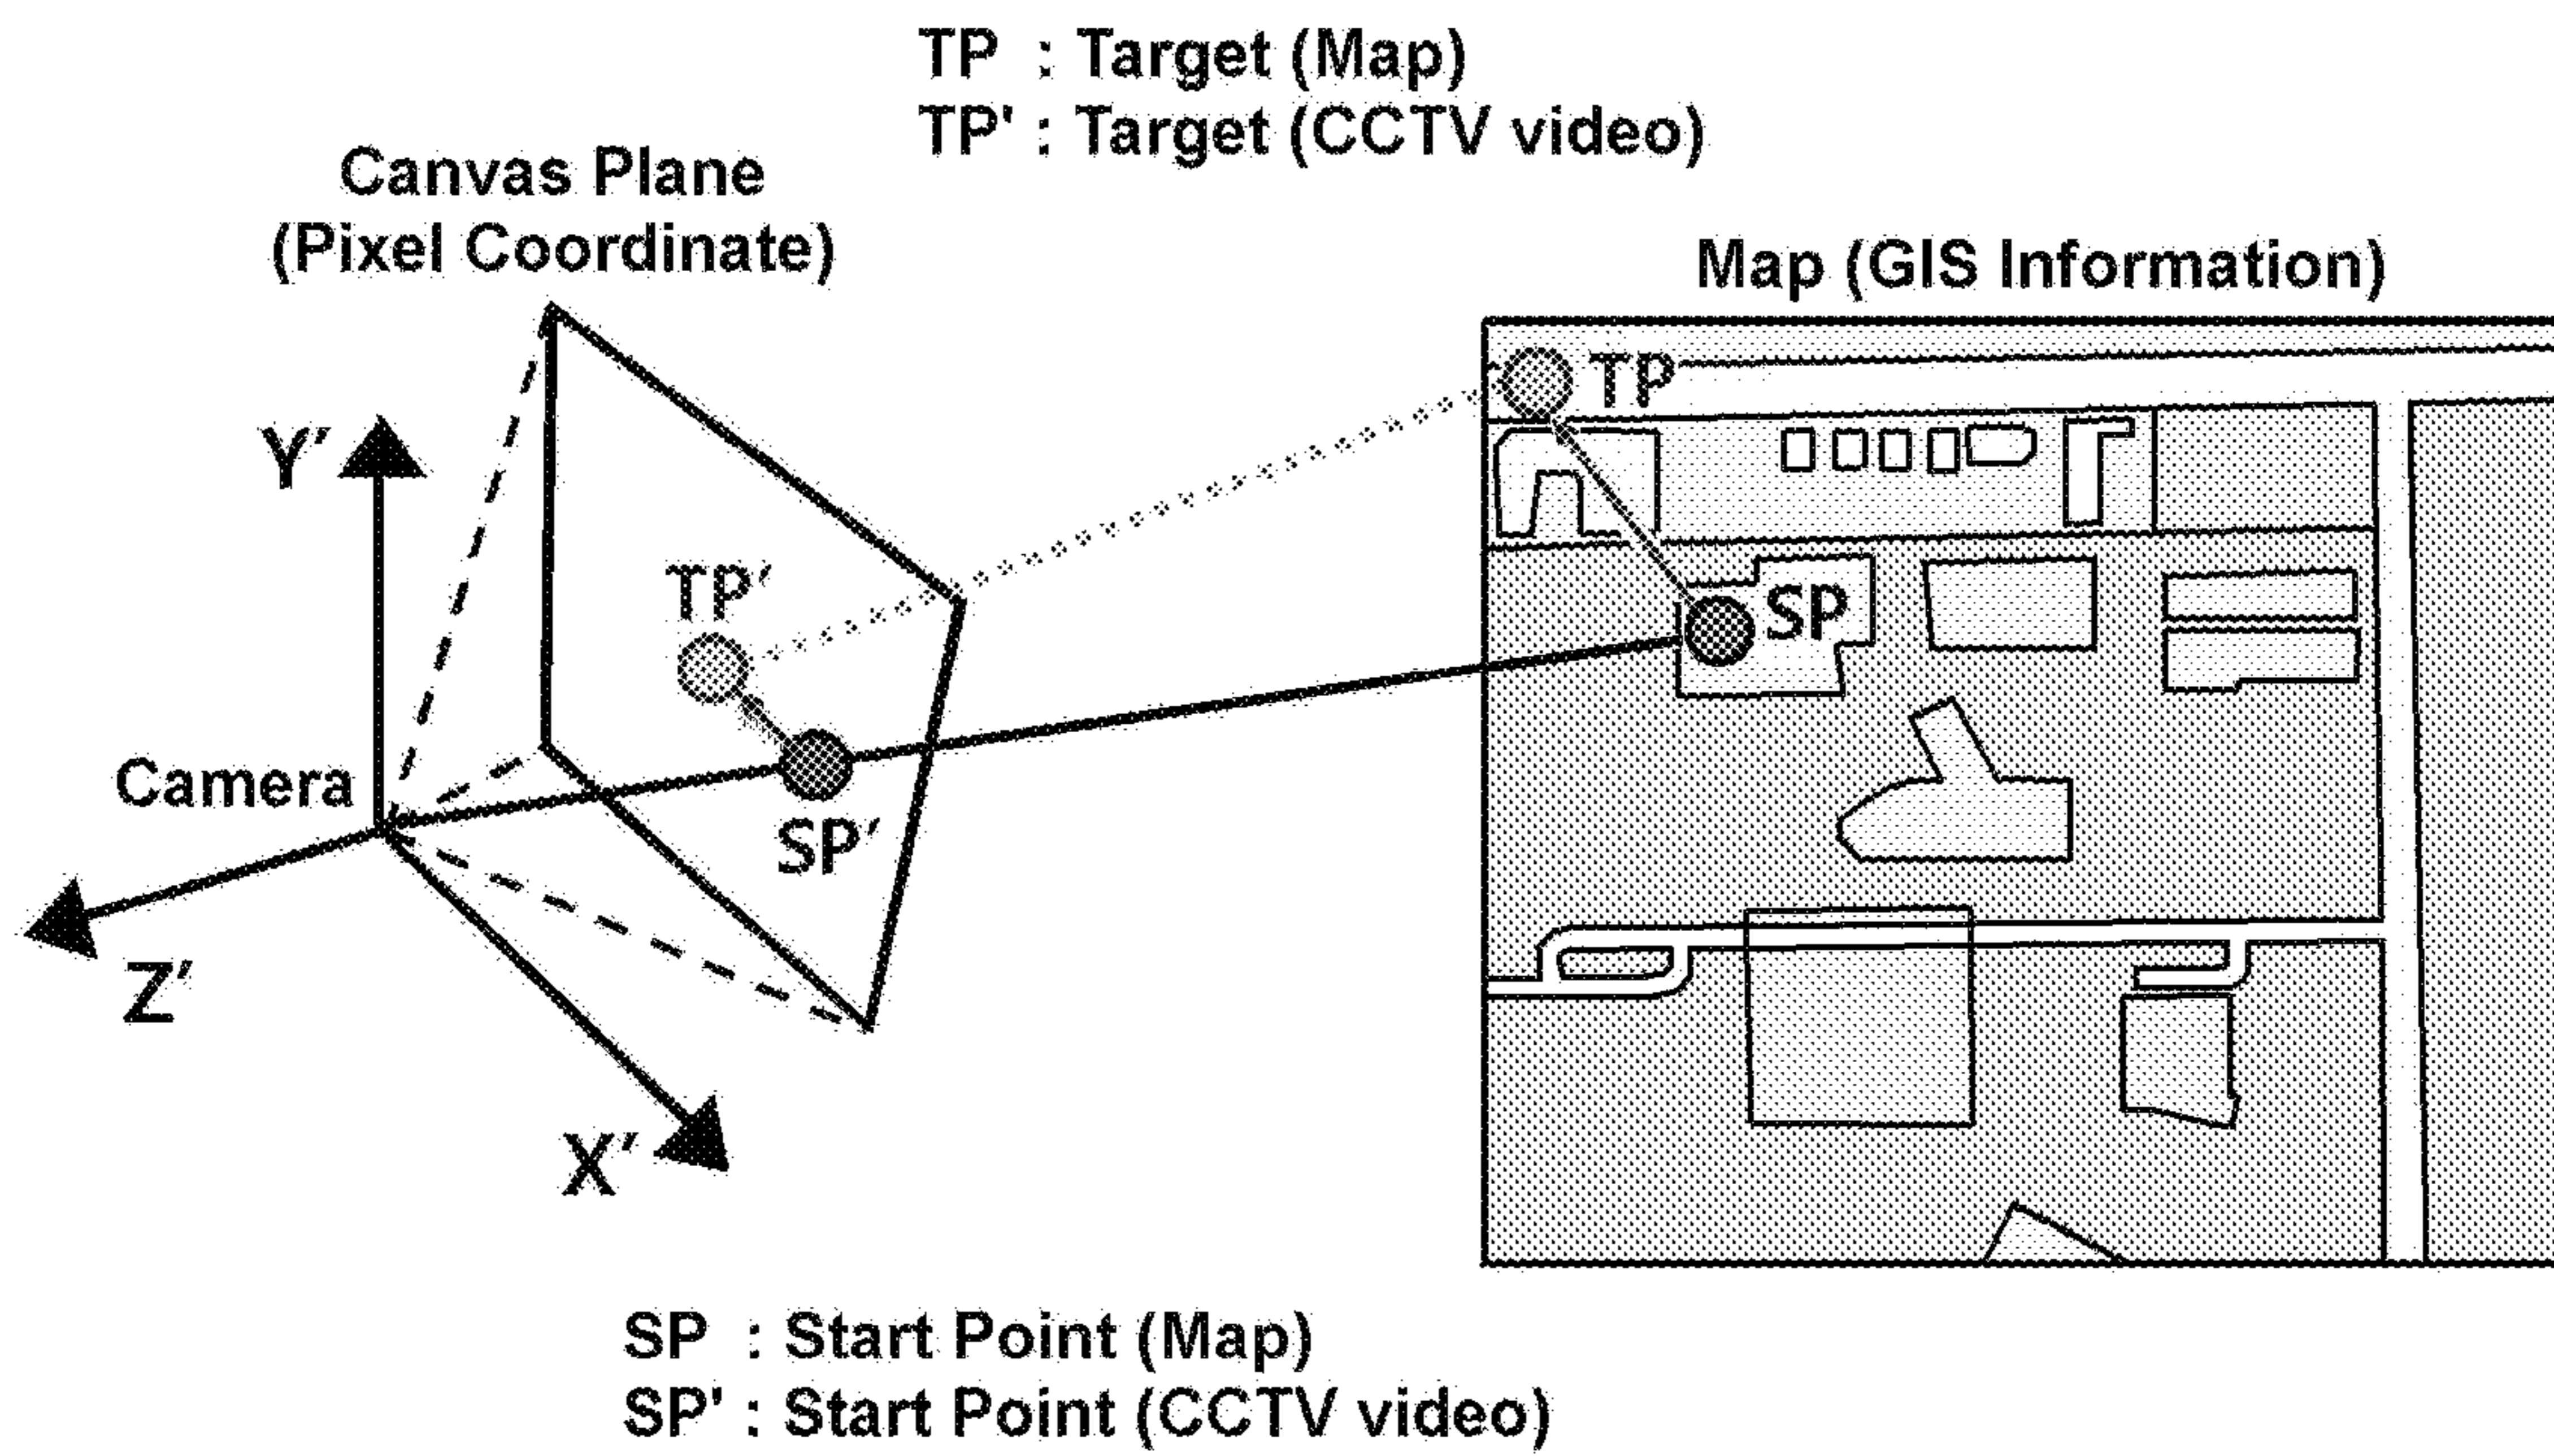 TP : Target (Map)
TP' : Target (CCTV video)
Canvas Plane
(Pixel Coordinate)
Map (GIS Information)
TP
Y'
TP'
SP
Camera
SP'
Z'
X'
SP : Start Point (Map)
SP' : Start Point (CCTV video)